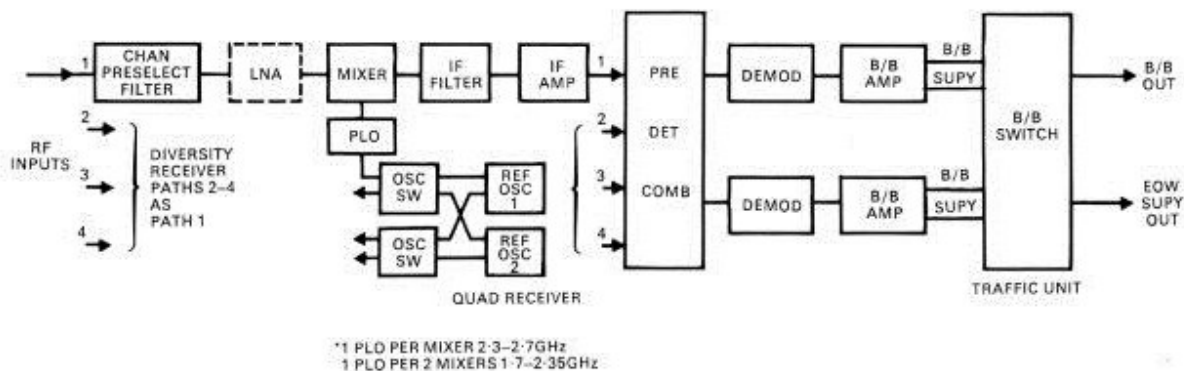 1
CHAN
PRESELECT
FILTER
LNA
MIXER
IF
FILTER
IF
AMP
1
PRE
DET
COMB
DEMOD
B/B
AMP
B/B
SUPY
B/B
SWITCH
B/B
OUT
2
RF
INPUTS
3
4
DIVERSITY
RECEIVER
PATHS 2–4
AS
PATH 1
PLO
OSC
SW
REF
OSC
1
OSC
SW
REF
OSC
2
2
3
4
DEMOD
B/B
AMP
B/B
SUPY
EOW
SUPY
OUT
QUAD RECEIVER
TRAFFIC UNIT
*1 PLO PER MIXER 2·3–2·7GHz
1 PLO PER 2 MIXERS 1·7–2·35GHz